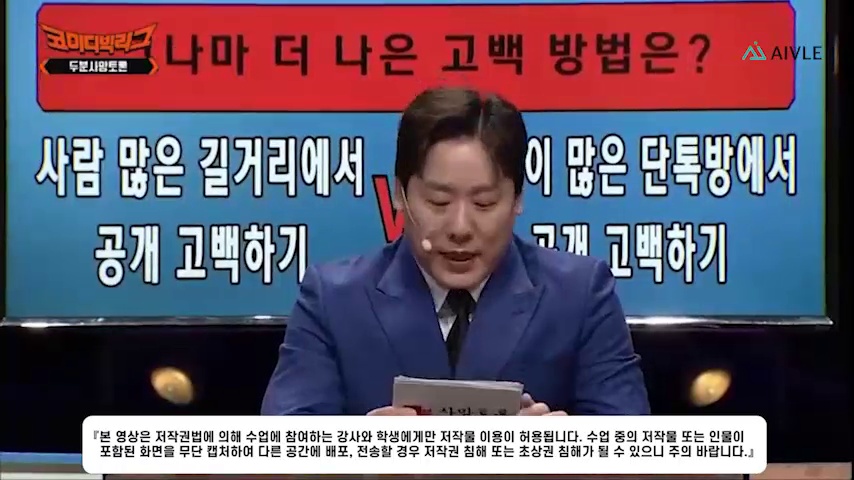 코미디빅리그
두분사망토론
나마 더 나은 고백 방법은?
AIVLE
사람 많은 길거리에서
공개 고백하기
이 많은 단톡방에서
공개 고백하기
사망토론
『본 영상은 저작권법에 의해 수업에 참여하는 강사와 학생에게만 저작물 이용이 허용됩니다. 수업 중의 저작물 또는 인물이
포함된 화면을 무단 캡처하여 다른 공간에 배포, 전송할 경우 저작권 침해 또는 초상권 침해가 될 수 있으니 주의 바랍니다.』